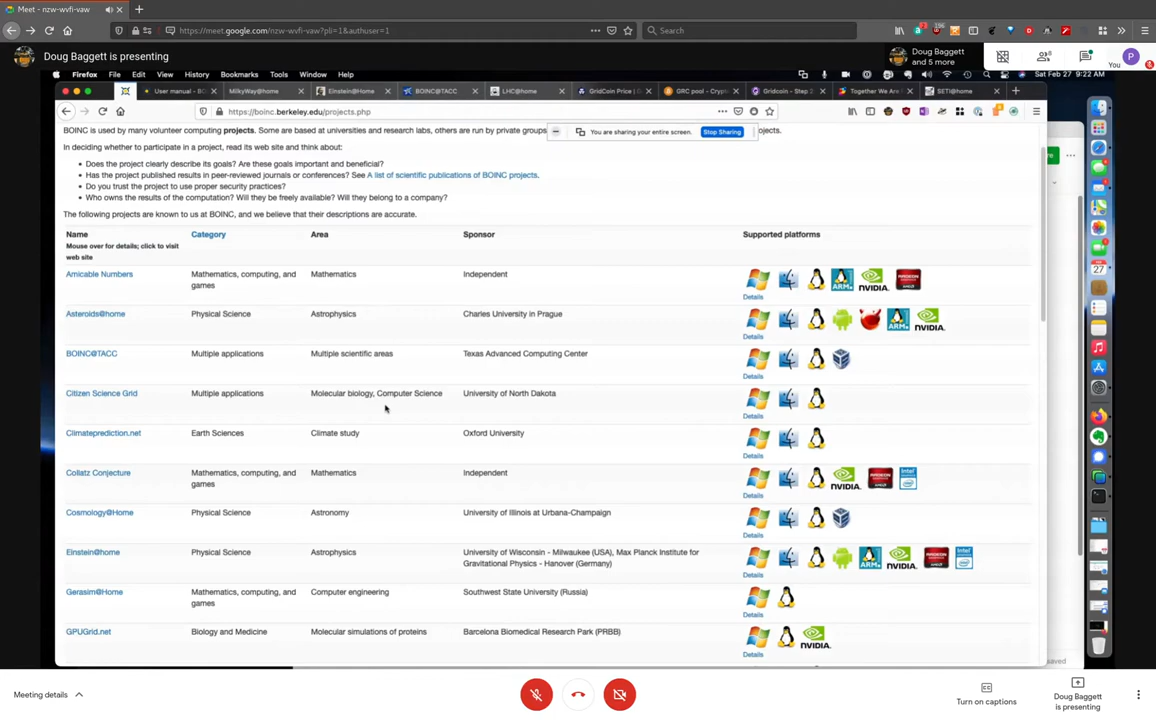 Meet - nzw-wvfi-vaw
https://meet.google.com/nzw-wvfi-vaw?pli=1&authuser=1
Search
Doug Baggett is presenting
Doug Baggett
and 5 more
You
P
Firefox File Edit View History Bookmarks Tools Window Help
Sat Feb 27 9:22 AM
User manual - BO
MilkyWay@home
Einstein@Home
BOINC@TACC
LHC@home
GridCoin Price |
GRC pool - Crypt
Gridcoin - Step 2
Together We Are
SETI@home
https://boinc.berkeley.edu/projects.php
You are sharing your entire screen.
Stop Sharing
BOINC is used by many volunteer computing projects. Some are based at universities and research labs, others are run by private groups
In deciding whether to participate in a project, read its web site and think about:
Does the project clearly describe its goals? Are these goals important and beneficial?
Has the project published results in peer-reviewed journals or conferences? See A list of scientific publications of BOINC projects.
Do you trust the project to use proper security practices?
Who owns the results of the computation? Will they be freely available? Will they belong to a company?
The following projects are known to us at BOINC, and we believe that their descriptions are accurate.
Name Category Area Sponsor Supported platforms
Mouse over for details; click to visit
web site
Amicable Numbers Mathematics, computing, and Mathematics Independent
games
ARM NVIDIA. RADEON
Details
Asteroids@home Physical Science Astrophysics Charles University in Prague
ARM NVIDIA.
Details
BOINC@TACC Multiple applications Multiple scientific areas Texas Advanced Computing Center
Details
Citizen Science Grid Multiple applications Molecular biology, Computer Science University of North Dakota
Details
Climateprediction.net Earth Sciences Climate study Oxford University
Details
Collatz Conjecture Mathematics, computing, and Mathematics Independent
games
NVIDIA. RADEON Intel
Details
Cosmology@Home Physical Science Astronomy University of Illinois at Urbana-Champaign
Details
Einstein@home Physical Science Astrophysics University of Wisconsin - Milwaukee (USA), Max Planck Institute for
Gravitational Physics - Hanover (Germany)
ARM NVIDIA. RADEON Intel
Details
Gerasim@Home Mathematics, computing, and Computer engineering Southwest State University (Russia)
games
Details
GPUGrid.net Biology and Medicine Molecular simulations of proteins Barcelona Biomedical Research Park (PRBB)
NVIDIA.
Details
Meeting details
Turn on captions
Doug Baggett
is presenting